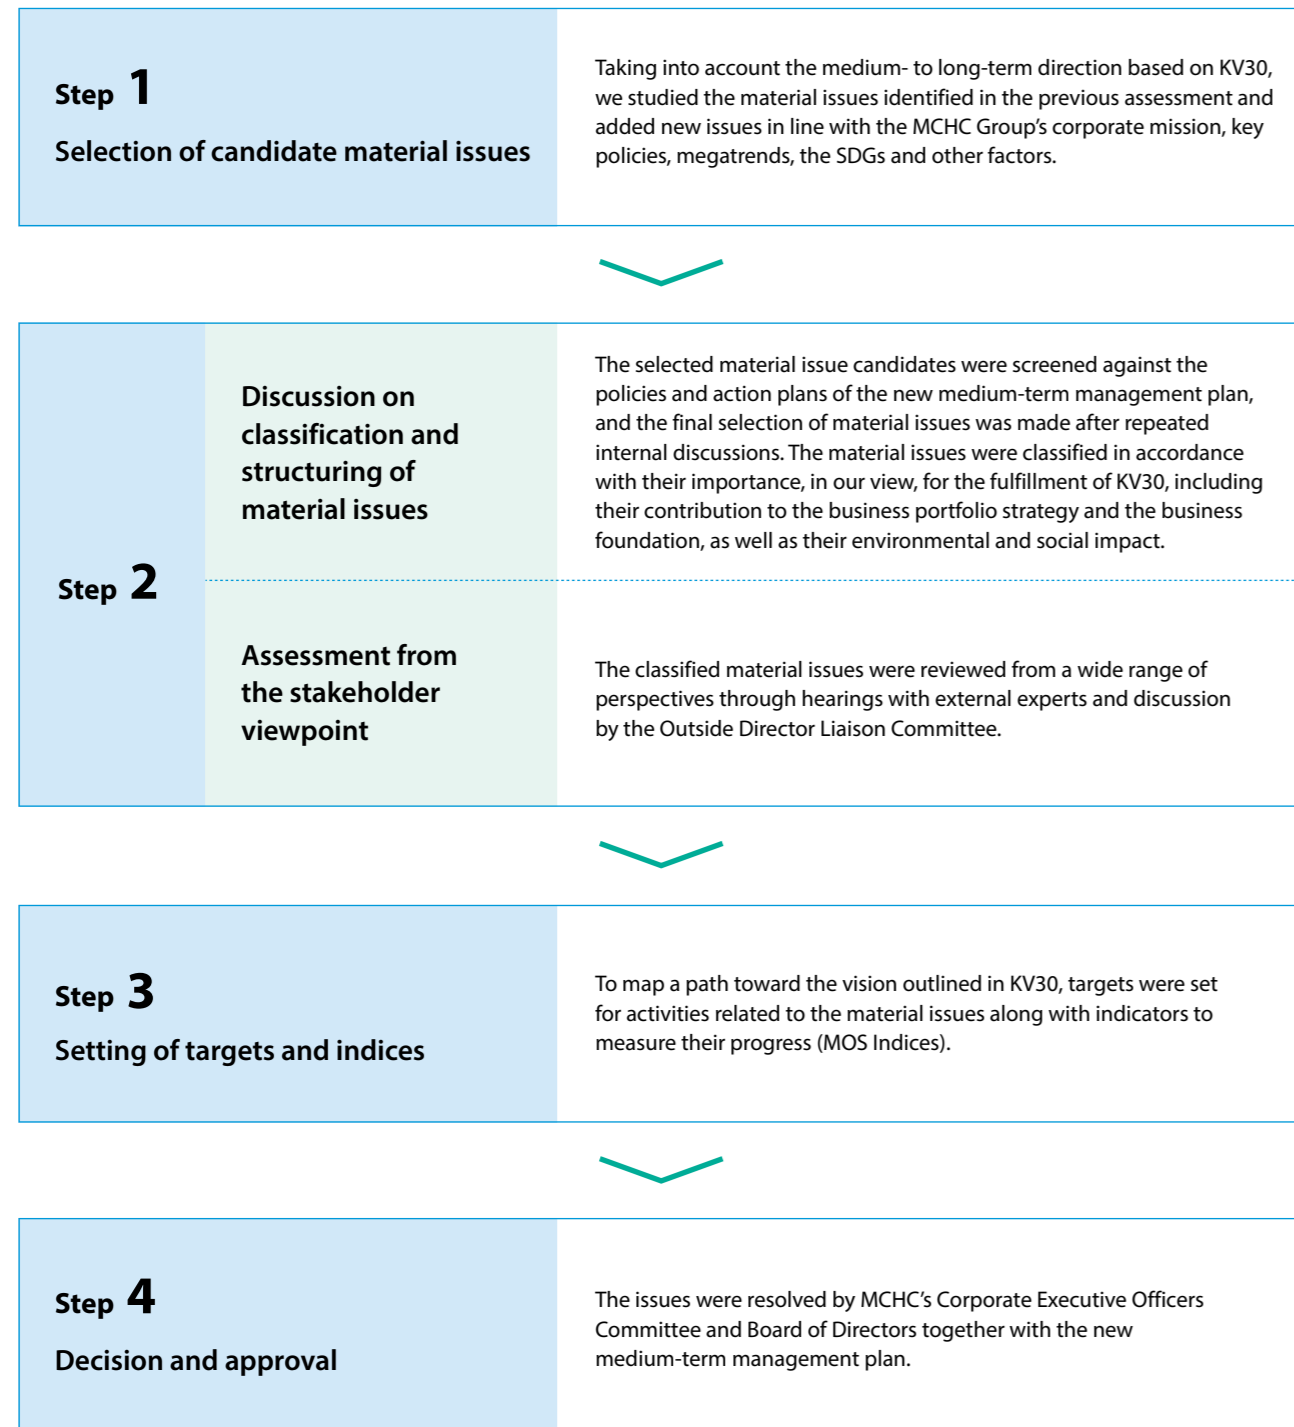 Step 1
Selection of candidate material issues
Taking into account the medium- to long-term direction based on KV30,
we studied the material issues identified in the previous assessment and
added new issues in line with the MCHC Group’s corporate mission, key
policies, megatrends, the SDGs and other factors.
Step 2
Discussion on
classification and
structuring of
material issues
The selected material issue candidates were screened against the
policies and action plans of the new medium-term management plan,
and the final selection of material issues was made after repeated
internal discussions. The material issues were classified in accordance
with their importance, in our view, for the fulfillment of KV30, including
their contribution to the business portfolio strategy and the business
foundation, as well as their environmental and social impact.
Assessment from
the stakeholder
viewpoint
The classified material issues were reviewed from a wide range of
perspectives through hearings with external experts and discussion
by the Outside Director Liaison Committee.
Step 3
Setting of targets and indices
To map a path toward the vision outlined in KV30, targets were set
for activities related to the material issues along with indicators to
measure their progress (MOS Indices).
Step 4
Decision and approval
The issues were resolved by MCHC’s Corporate Executive Officers
Committee and Board of Directors together with the new
medium-term management plan.